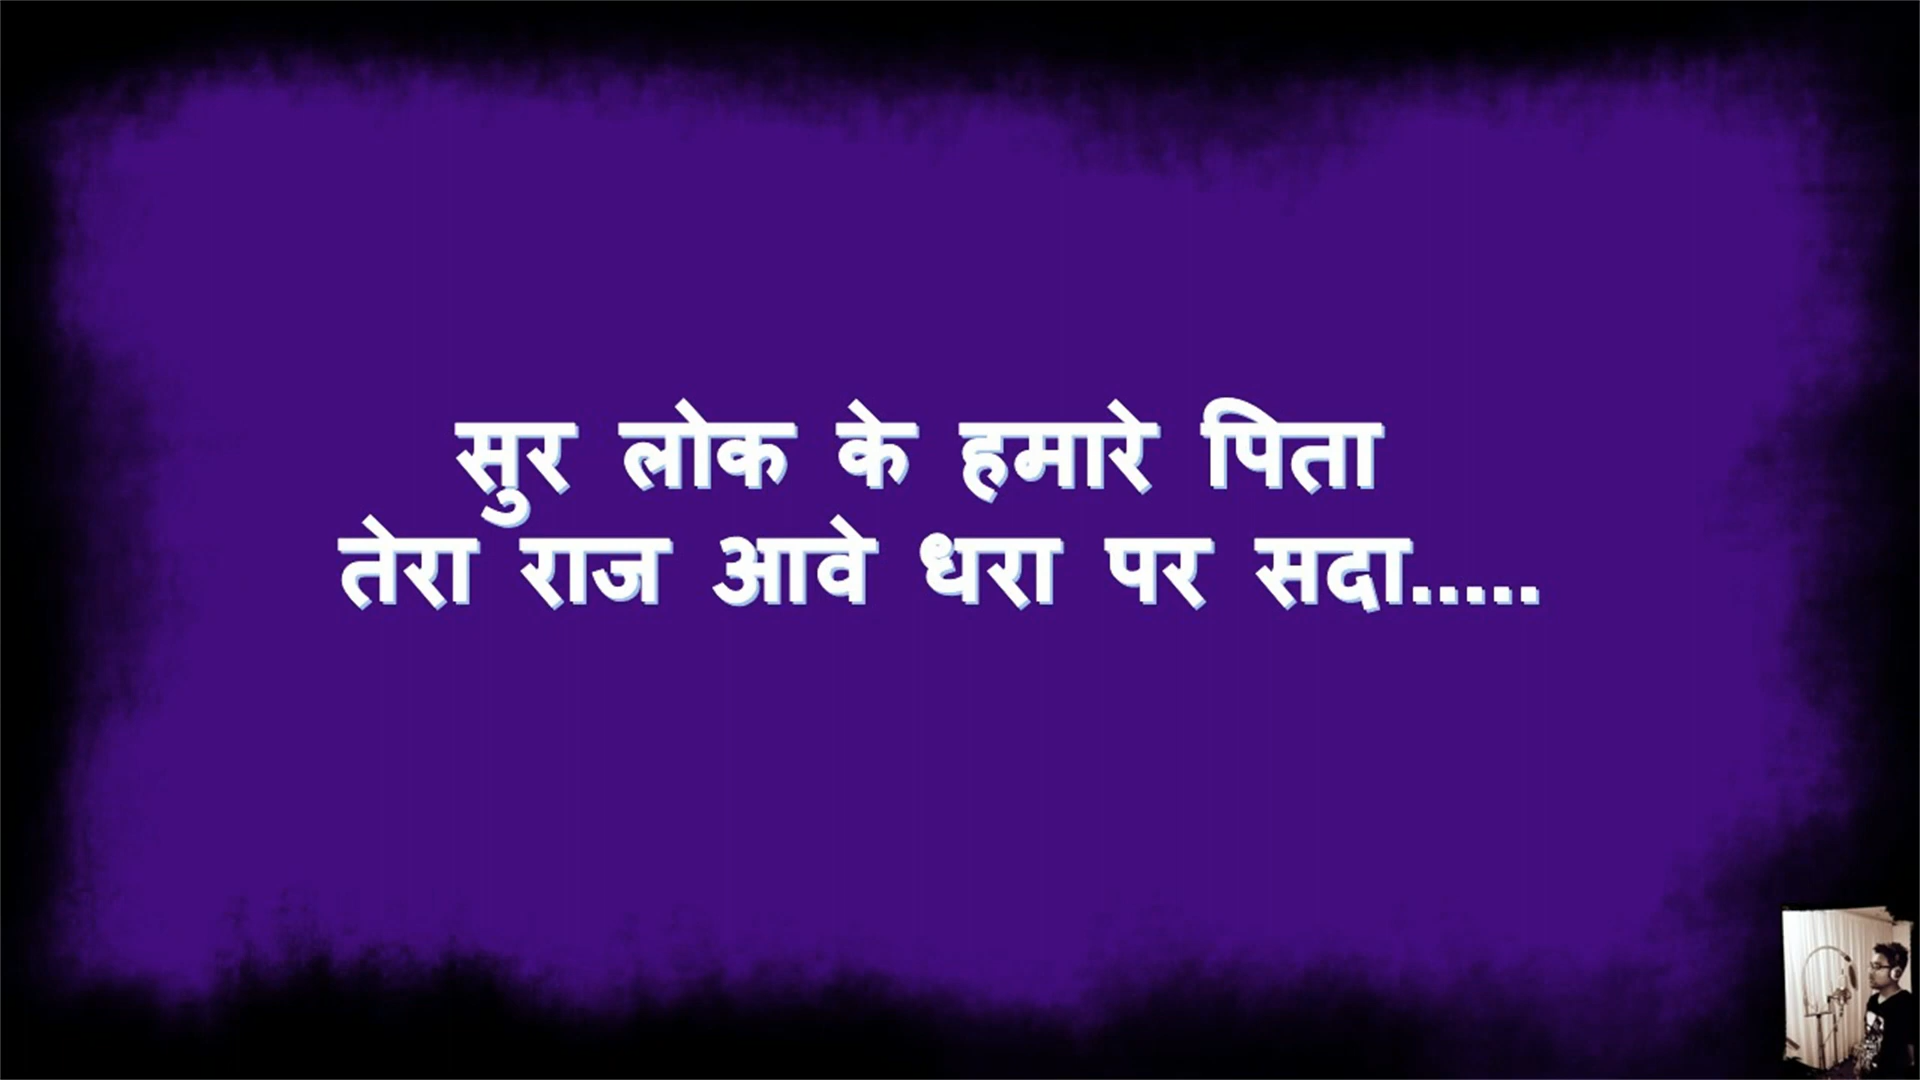 सुर लोक के हमारे पिता
तेरा राज आवे धरा पर सदा.....